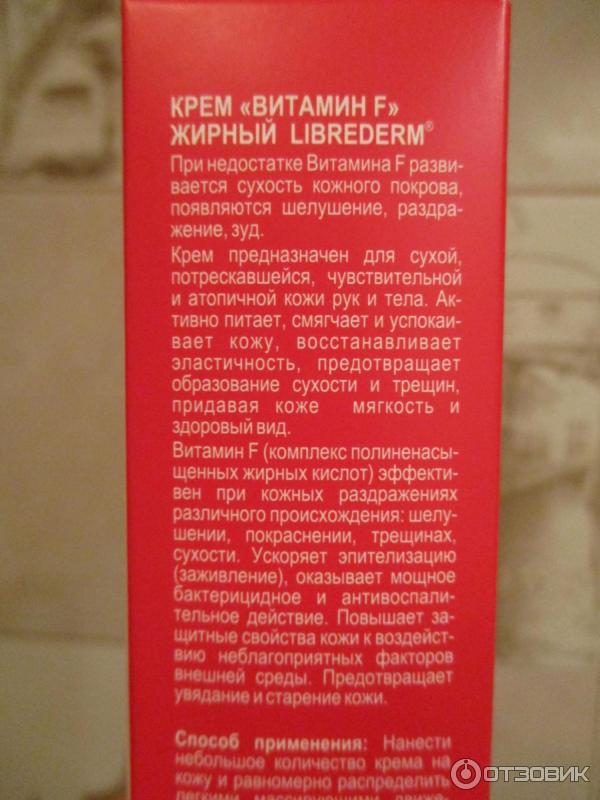 КРЕМ «ВИТАМИН F»
ЖИРНЫЙ LIBREDERM®
При недостатке Витамина F разви-
вается сухость кожного покрова,
появляются шелушение, раздра-
жение, зуд.
Крем предназначен для сухой,
потрескавшейся, чувствительной
и атопичной кожи рук и тела. Ак-
тивно питает, смягчает и успокаи-
вает кожу, восстанавливает
эластичность, предотвращает
образование сухости и трещин,
придавая коже мягкость и
здоровый вид.
Витамин F (комплекс полиненасы-
щенных жирных кислот) эффекти-
вен при кожных раздражениях
различного происхождения: шелу-
шении, покраснении, трещинах,
сухости. Ускоряет эпителизацию
(заживление), оказывает мощное
бактерицидное и антивоспали-
тельное действие. Повышает за-
щитные свойства кожи к воздейст-
вию неблагоприятных факторов
внешней среды. Предотвращает
увядание и старение кожи.
Способ применения: Нанести
небольшое количество крема на
кожу и равномерно распределить
легкими массирующими движе-
ОТЗОВИК